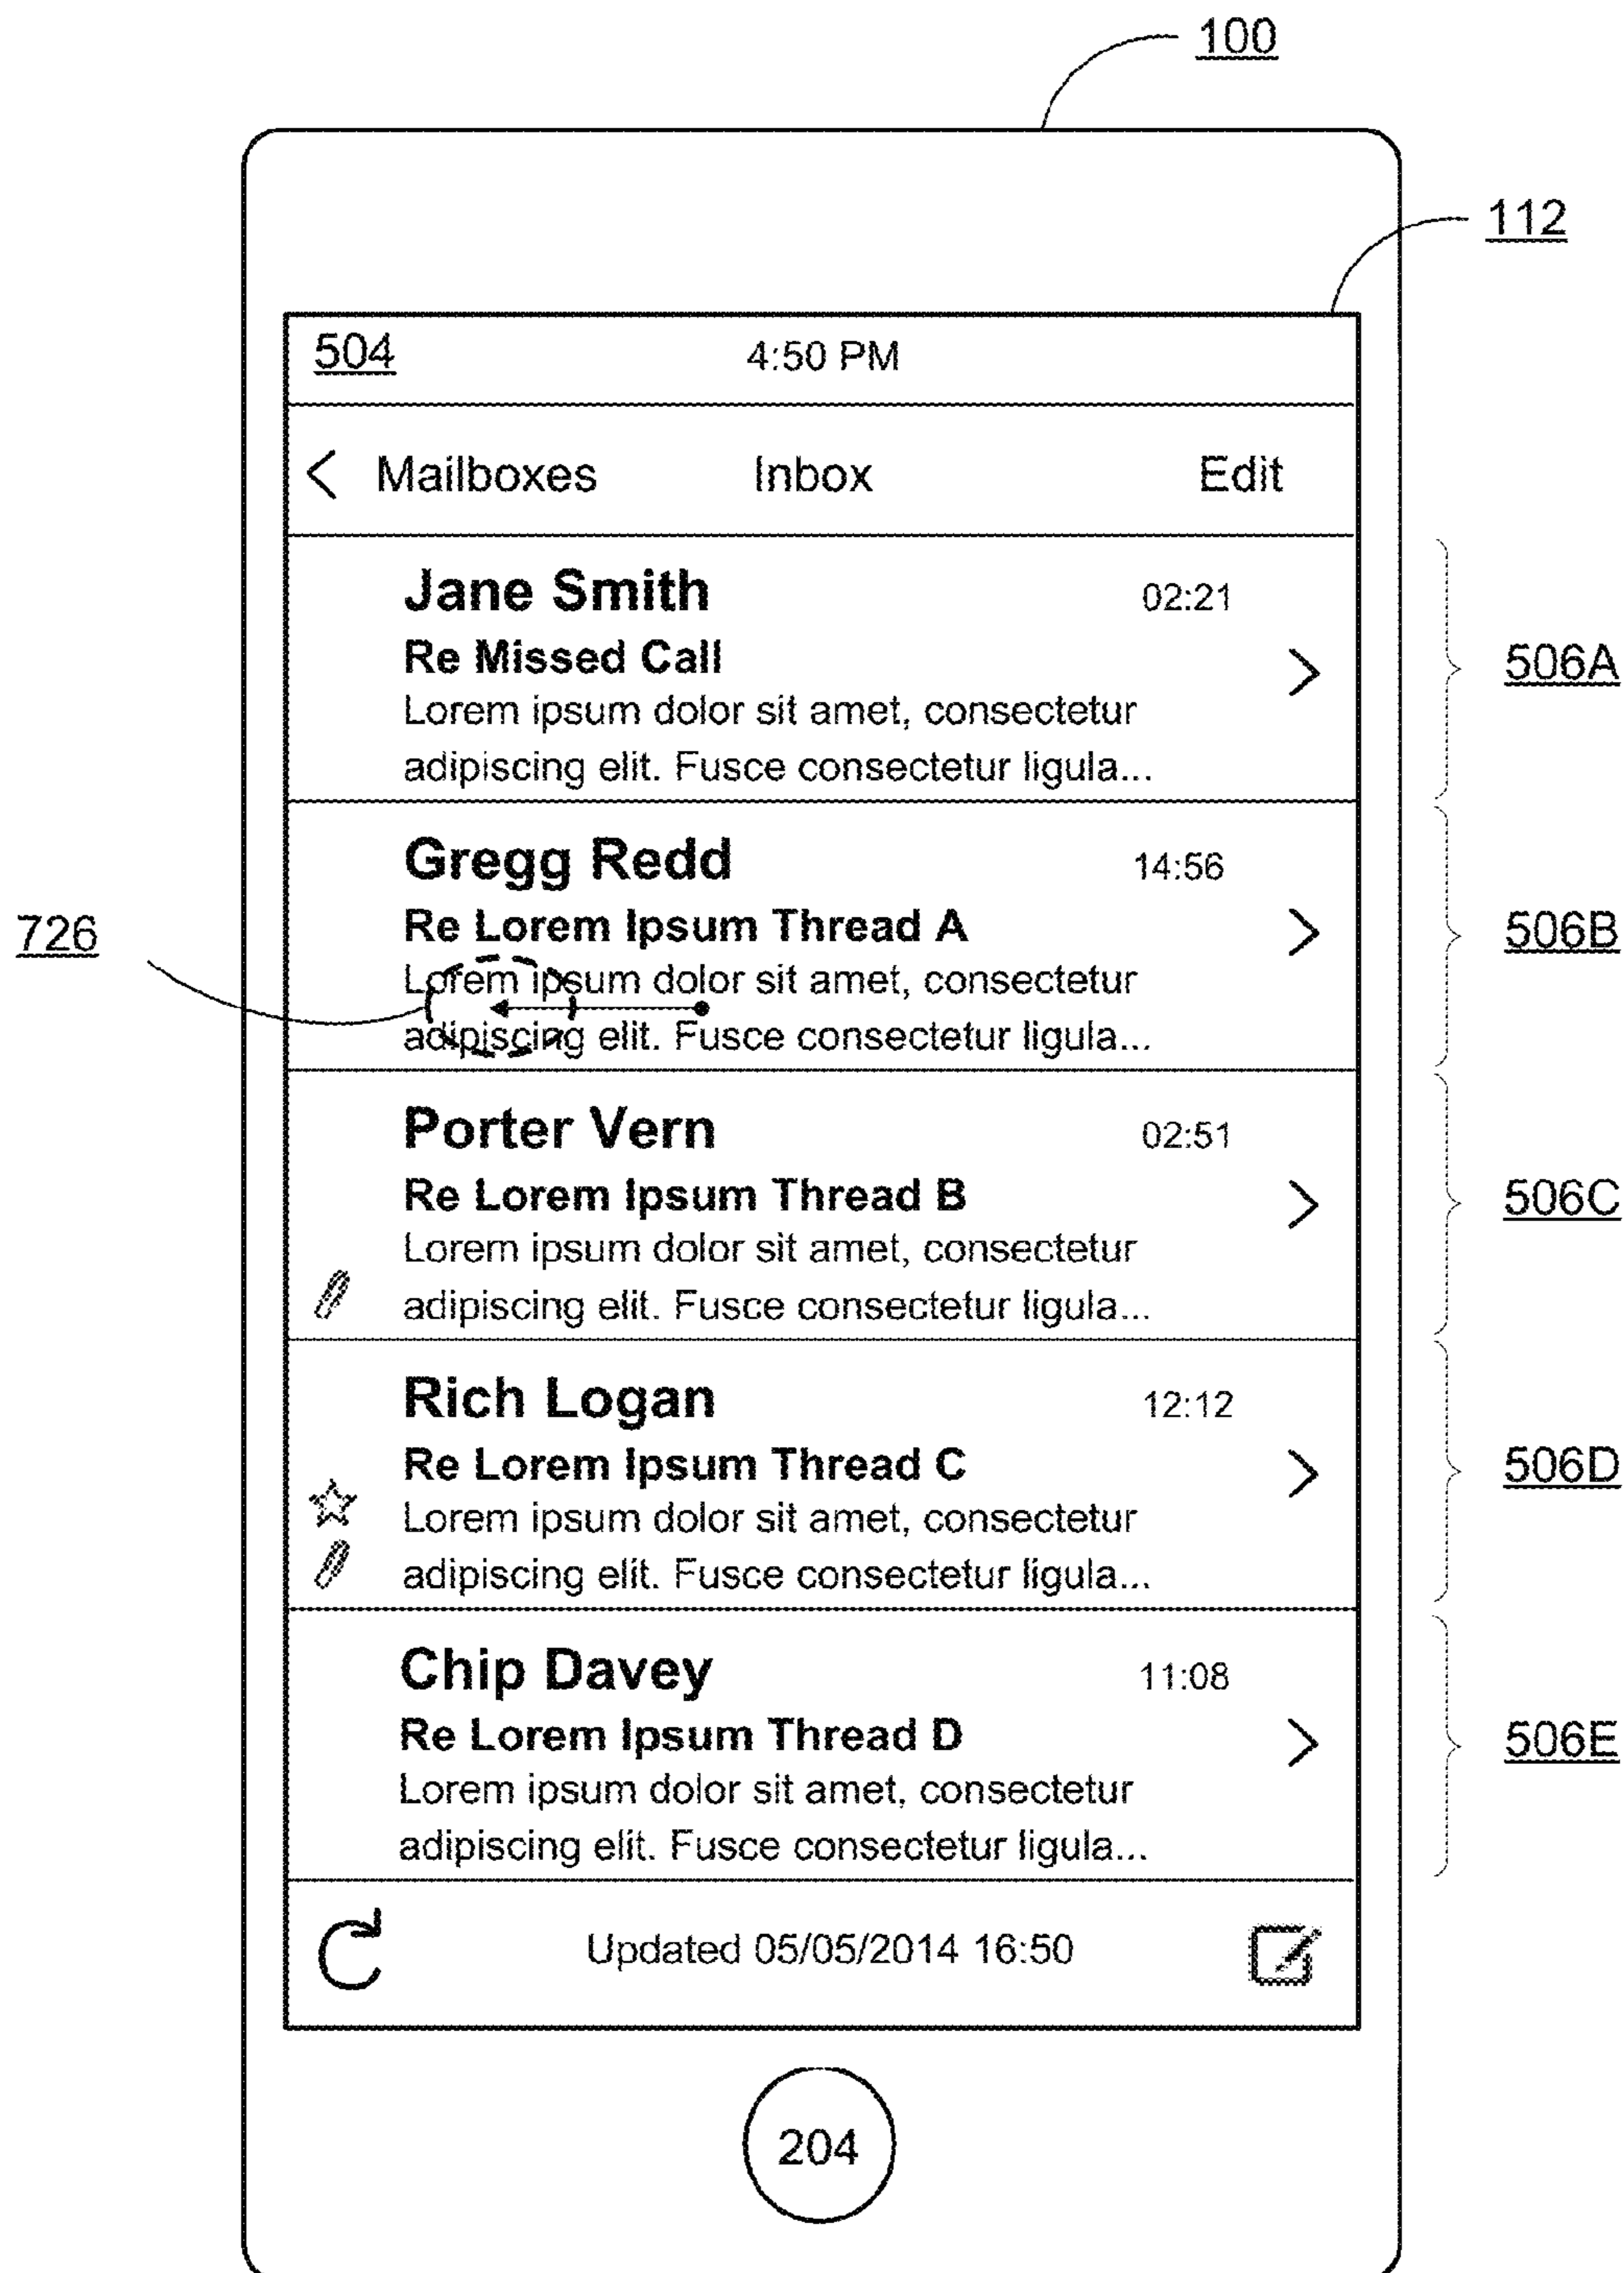 100
112
504 4:50 PM
< Mailboxes Inbox Edit
Jane Smith 02:21
Re Missed Call
506A
Lorem ipsum dolor sit amet, consectetur
adipiscing elit. Fusce consectetur ligula...
Gregg Redd 14:56
726
Re Lorem Ipsum Thread A
506B
Lorem ipsum dolor sit amet, consectetur
adipiscing elit. Fusce consectetur ligula...
Porter Vern 02:51
Re Lorem Ipsum Thread B
506C
Lorem ipsum dolor sit amet, consectetur
adipiscing elit. Fusce consectetur ligula...
Rich Logan 12:12
Re Lorem Ipsum Thread C
506D
Lorem ipsum dolor sit amet, consectetur
adipiscing elit. Fusce consectetur ligula...
Chip Davey 11:08
Re Lorem Ipsum Thread D
506E
Lorem ipsum dolor sit amet, consectetur
adipiscing elit. Fusce consectetur ligula...
Updated 05/05/2014 16:50
204